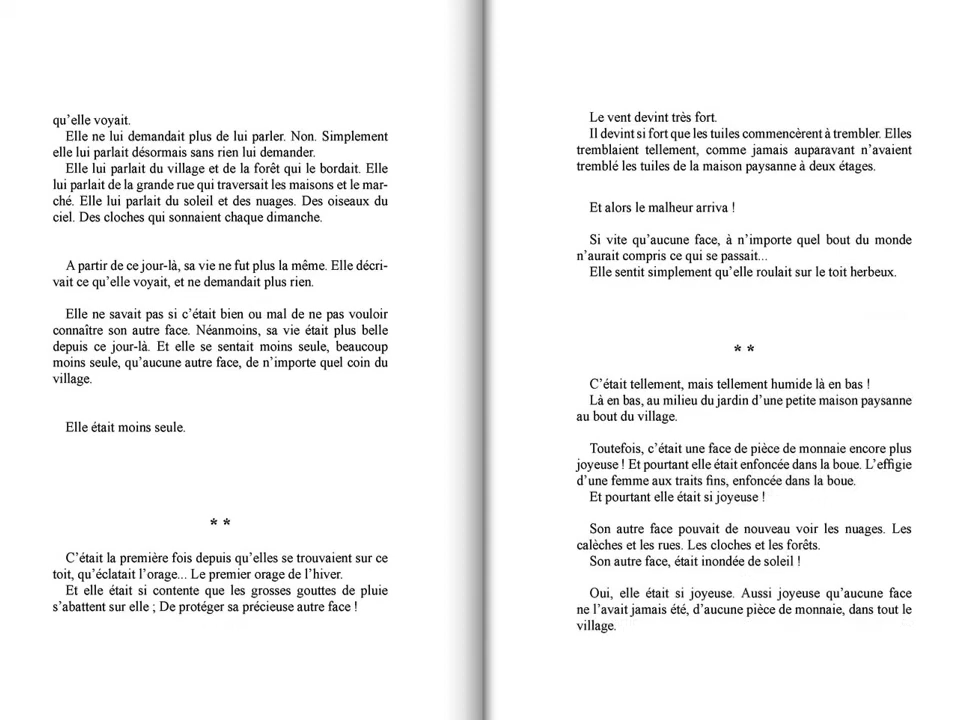 qu’elle voyait.
Elle ne lui demandait plus de lui parler. Non. Simplement
elle lui parlait désormais sans rien lui demander.
Elle lui parlait du village et de la forêt qui le bordait. Elle
lui parlait de la grande rue qui traversait les maisons et le mar-
ché. Elle lui parlait du soleil et des nuages. Des oiseaux du
ciel. Des cloches qui sonnaient chaque dimanche.
A partir de ce jour-là, sa vie ne fut plus la même. Elle décri-
vait ce qu’elle voyait, et ne demandait plus rien.
Elle ne savait pas si c’était bien ou mal de ne pas vouloir
connaître son autre face. Néanmoins, sa vie était plus belle
depuis ce jour-là. Et elle se sentait moins seule, beaucoup
moins seule, qu’aucune autre face, de n’importe quel coin du
village.
Elle était moins seule.
* *
C’était la première fois depuis qu’elles se trouvaient sur ce
toit, qu’éclatait l’orage... Le premier orage de l’hiver.
Et elle était si contente que les grosses gouttes de pluie
s’abattent sur elle ; De protéger sa précieuse autre face !
Le vent devint très fort.
Il devint si fort que les tuiles commencèrent à trembler. Elles
tremblaient tellement, comme jamais auparavant n’avaient
tremblé les tuiles de la maison paysanne à deux étages.
Et alors le malheur arriva !
Si vite qu’aucune face, à n’importe quel bout du monde
n’aurait compris ce qui se passait...
Elle sentit simplement qu’elle roulait sur le toit herbeux.
* *
C’était tellement, mais tellement humide là en bas !
Là en bas, au milieu du jardin d’une petite maison paysanne
au bout du village.
Toutefois, c’était une face de pièce de monnaie encore plus
joyeuse ! Et pourtant elle était enfoncée dans la boue. L’effigie
d’une femme aux traits fins, enfoncée dans la boue.
Et pourtant elle était si joyeuse !
Son autre face pouvait de nouveau voir les nuages. Les
calèches et les rues. Les cloches et les forêts.
Son autre face, était inondée de soleil !
Oui, elle était si joyeuse. Aussi joyeuse qu’aucune face
ne l’avait jamais été, d’aucune pièce de monnaie, dans tout le
village.